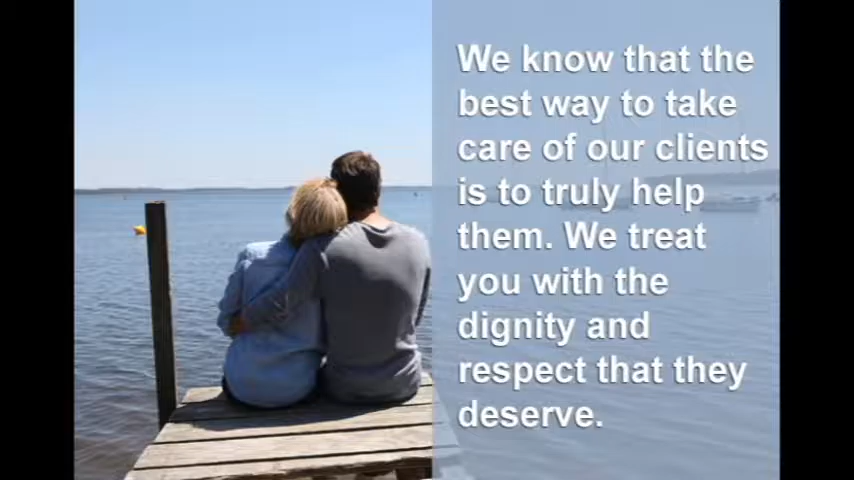 We know that the
best way to take
care of our clients
is to truly help
them. We treat
you with the
dignity and
respect that they
deserve.